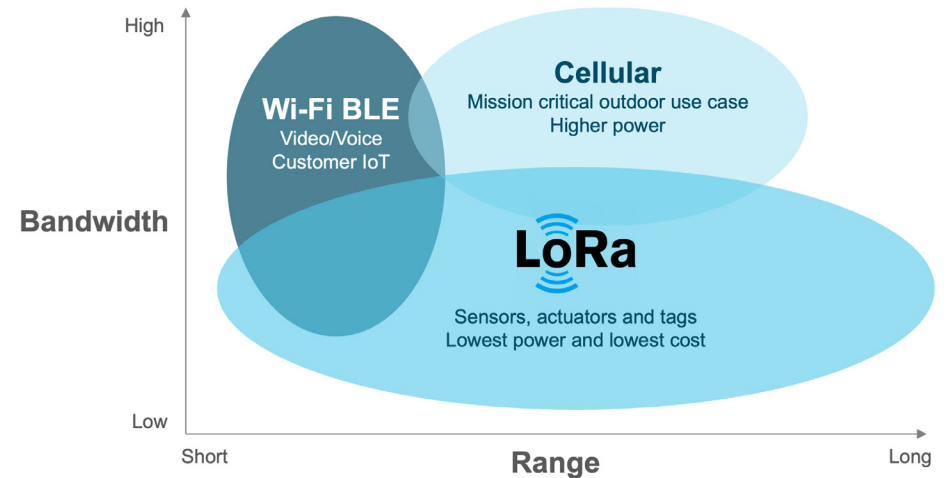 High
Wi-Fi BLE
Video/Voice
Customer IoT
Cellular
Mission critical outdoor use case
Higher power
Bandwidth
LoRa
Sensors, actuators and tags
Lowest power and lowest cost
Low
Short
Range
Long